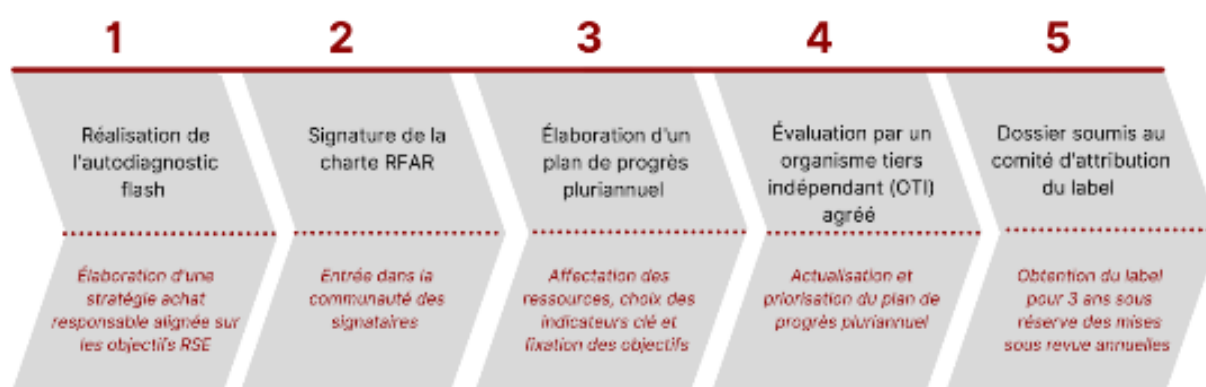 1
Réalisation de
l'autodiagnostic
flash
Élaboration d'une
stratégie achat
responsable alignée sur
les objectifs RSE
2
Signature de la
charte RFAR
Entrée dans la
communauté des
signataires
3
Élaboration d'un
plan de progrès
pluriannuel
Affectation des
ressources, choix des
indicateurs clé et
fixation des objectifs
4
Évaluation par un
organisme tiers
indépendant (OTI)
agréé
Actualisation et
priorisation du plan de
progrès pluriannuel
5
Dossier soumis au
comité d'attribution
du label
Obtention du label
pour 3 ans sous
réserve des mises
sous revue annuelles